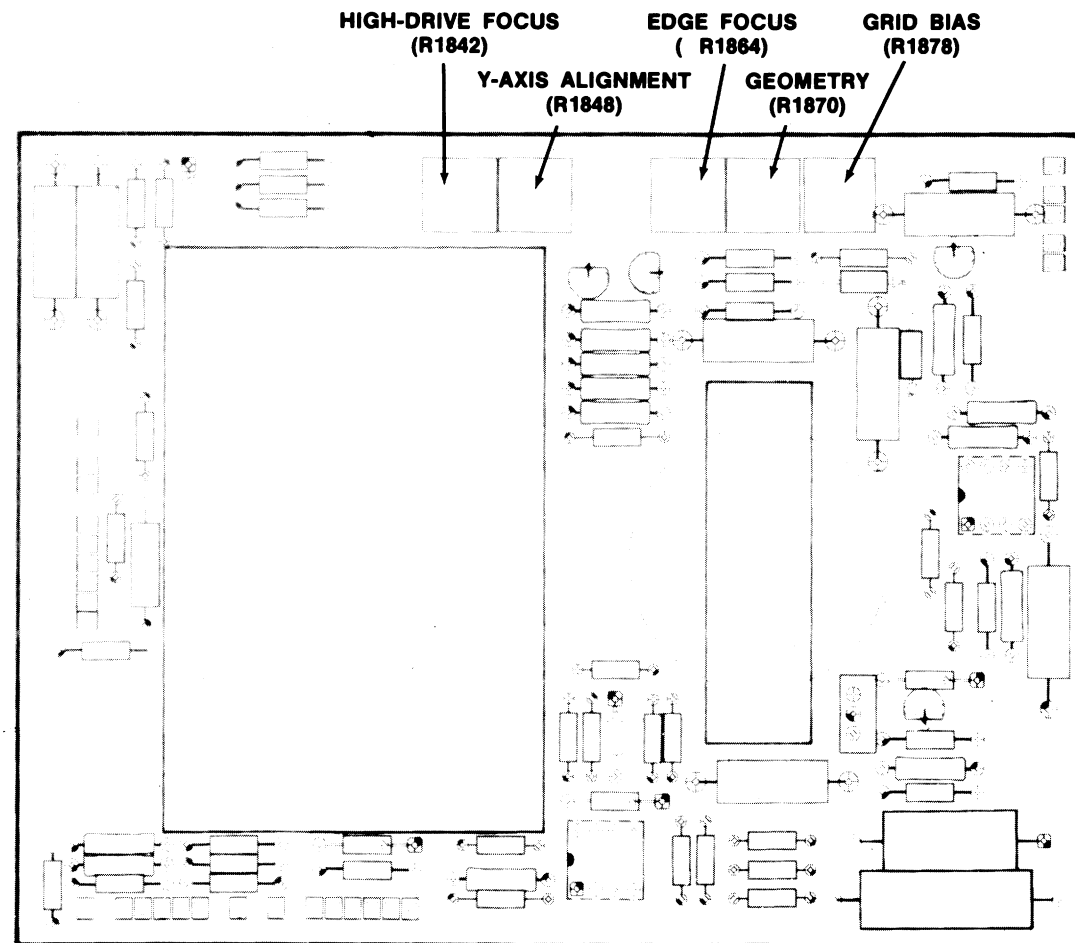 HIGH-DRIVE FOCUS
(R1842)
EDGE FOCUS
( R1864)
GRID BIAS
(R1878)
Y-AXIS ALIGNMENT
(R1848)
GEOMETRY
(R1870)